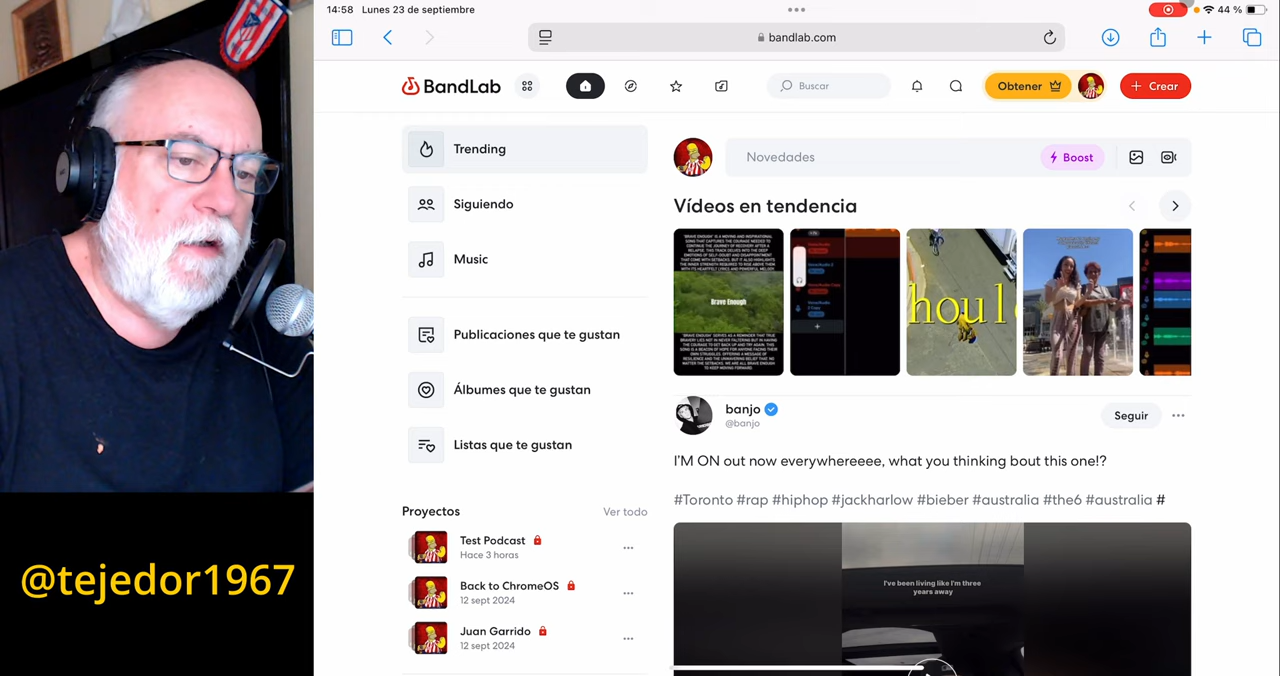 14:58 Lunes 23 de septiembre
44 %
bandlab.com
BandLab
Buscar
Obtener
Crear
Trending
Siguiendo
Music
Publicaciones que te gustan
Álbumes que te gustan
Listas que te gustan
Proyectos
Ver todo
Test Podcast
Hace 3 horas
Back to ChromeOS
12 sept 2024
Juan Garrido
12 sept 2024
Novedades
Boost
Vídeos en tendencia
Brave Enough
houl
banjo
@banjo
Seguir
I'M ON out now everywhereeee, what you thinking bout this one!?
#Toronto #rap #hiphop #jackharlow #bieber #australia #the6 #australia #
I've been living like I'm three
years away
@tejedor1967